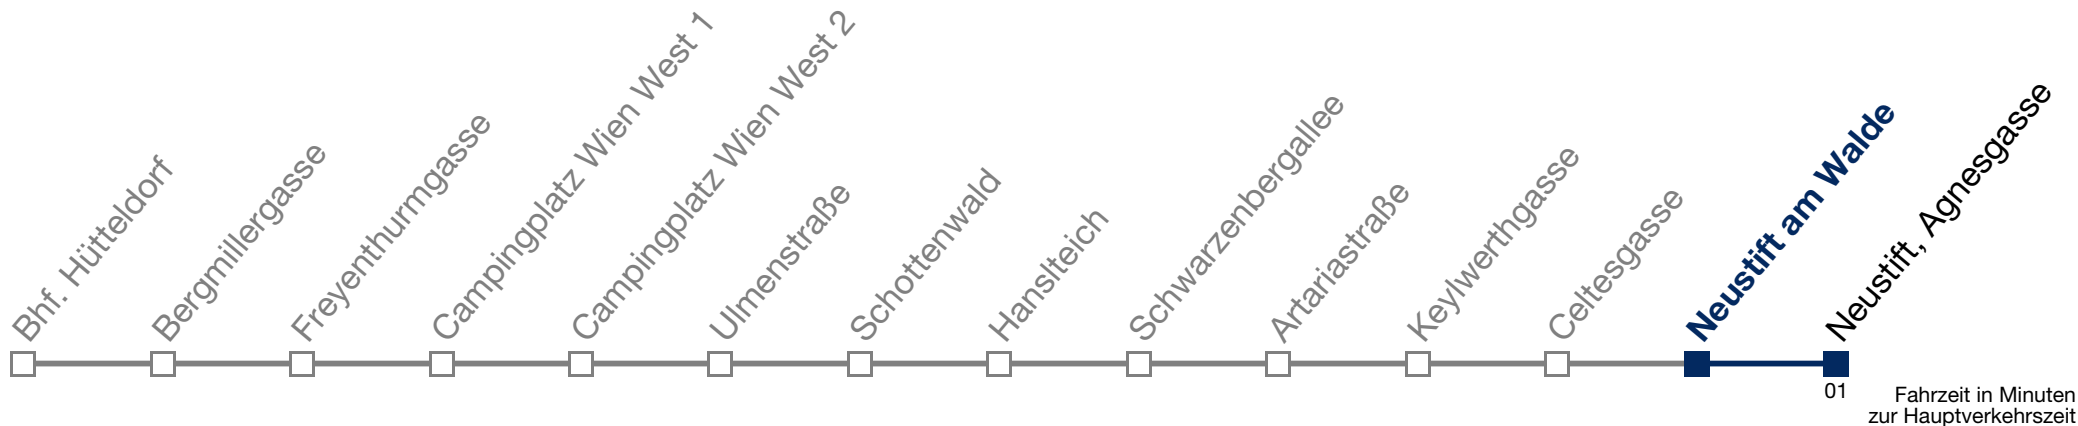 Bhf. Hütteldorf
Bergmillergasse
Freyenthurmgasse
Campingplatz Wien West 1
Campingplatz Wien West 2
Ulmenstraße
Schottenwald
Hanslteich
Schwarzenbergallee
Artariastraße
Keylwerthgasse
Celtesgasse
Neustift am Walde
Neustift, Agnesgasse
01
Fahrzeit in Minuten
zur Hauptverkehrszeit